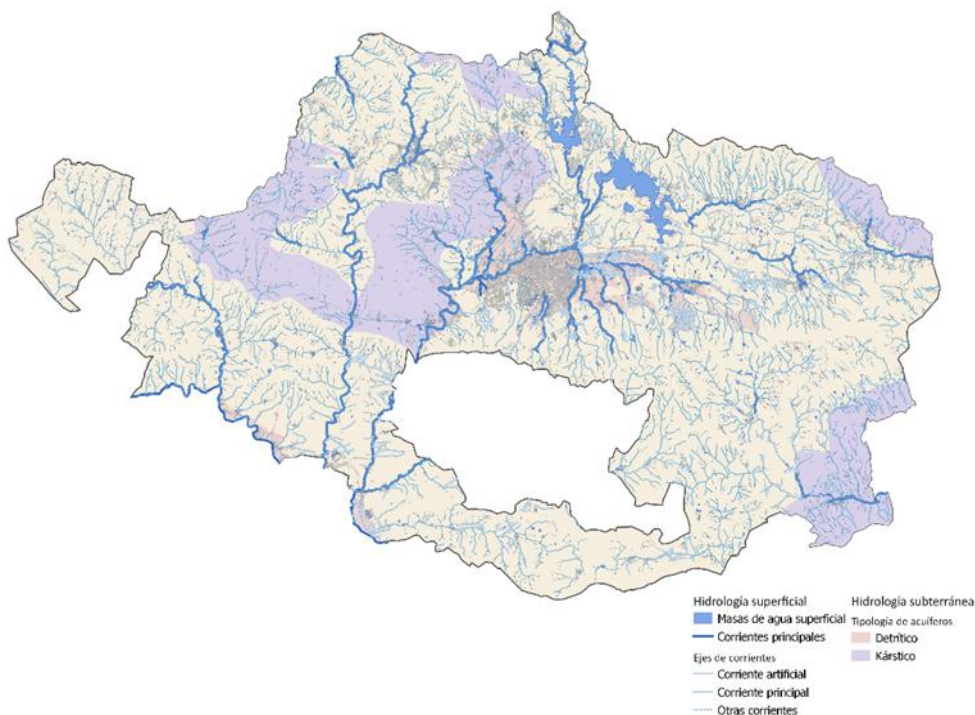 Hidrología superficial
Masas de agua superficial
Corrientes principales
Ejes de corrientes
Corriente artificial
Corriente principal
Otras corrientes
Hidrología subterránea
Tipología de acuíferos
Detrítico
Kárstico